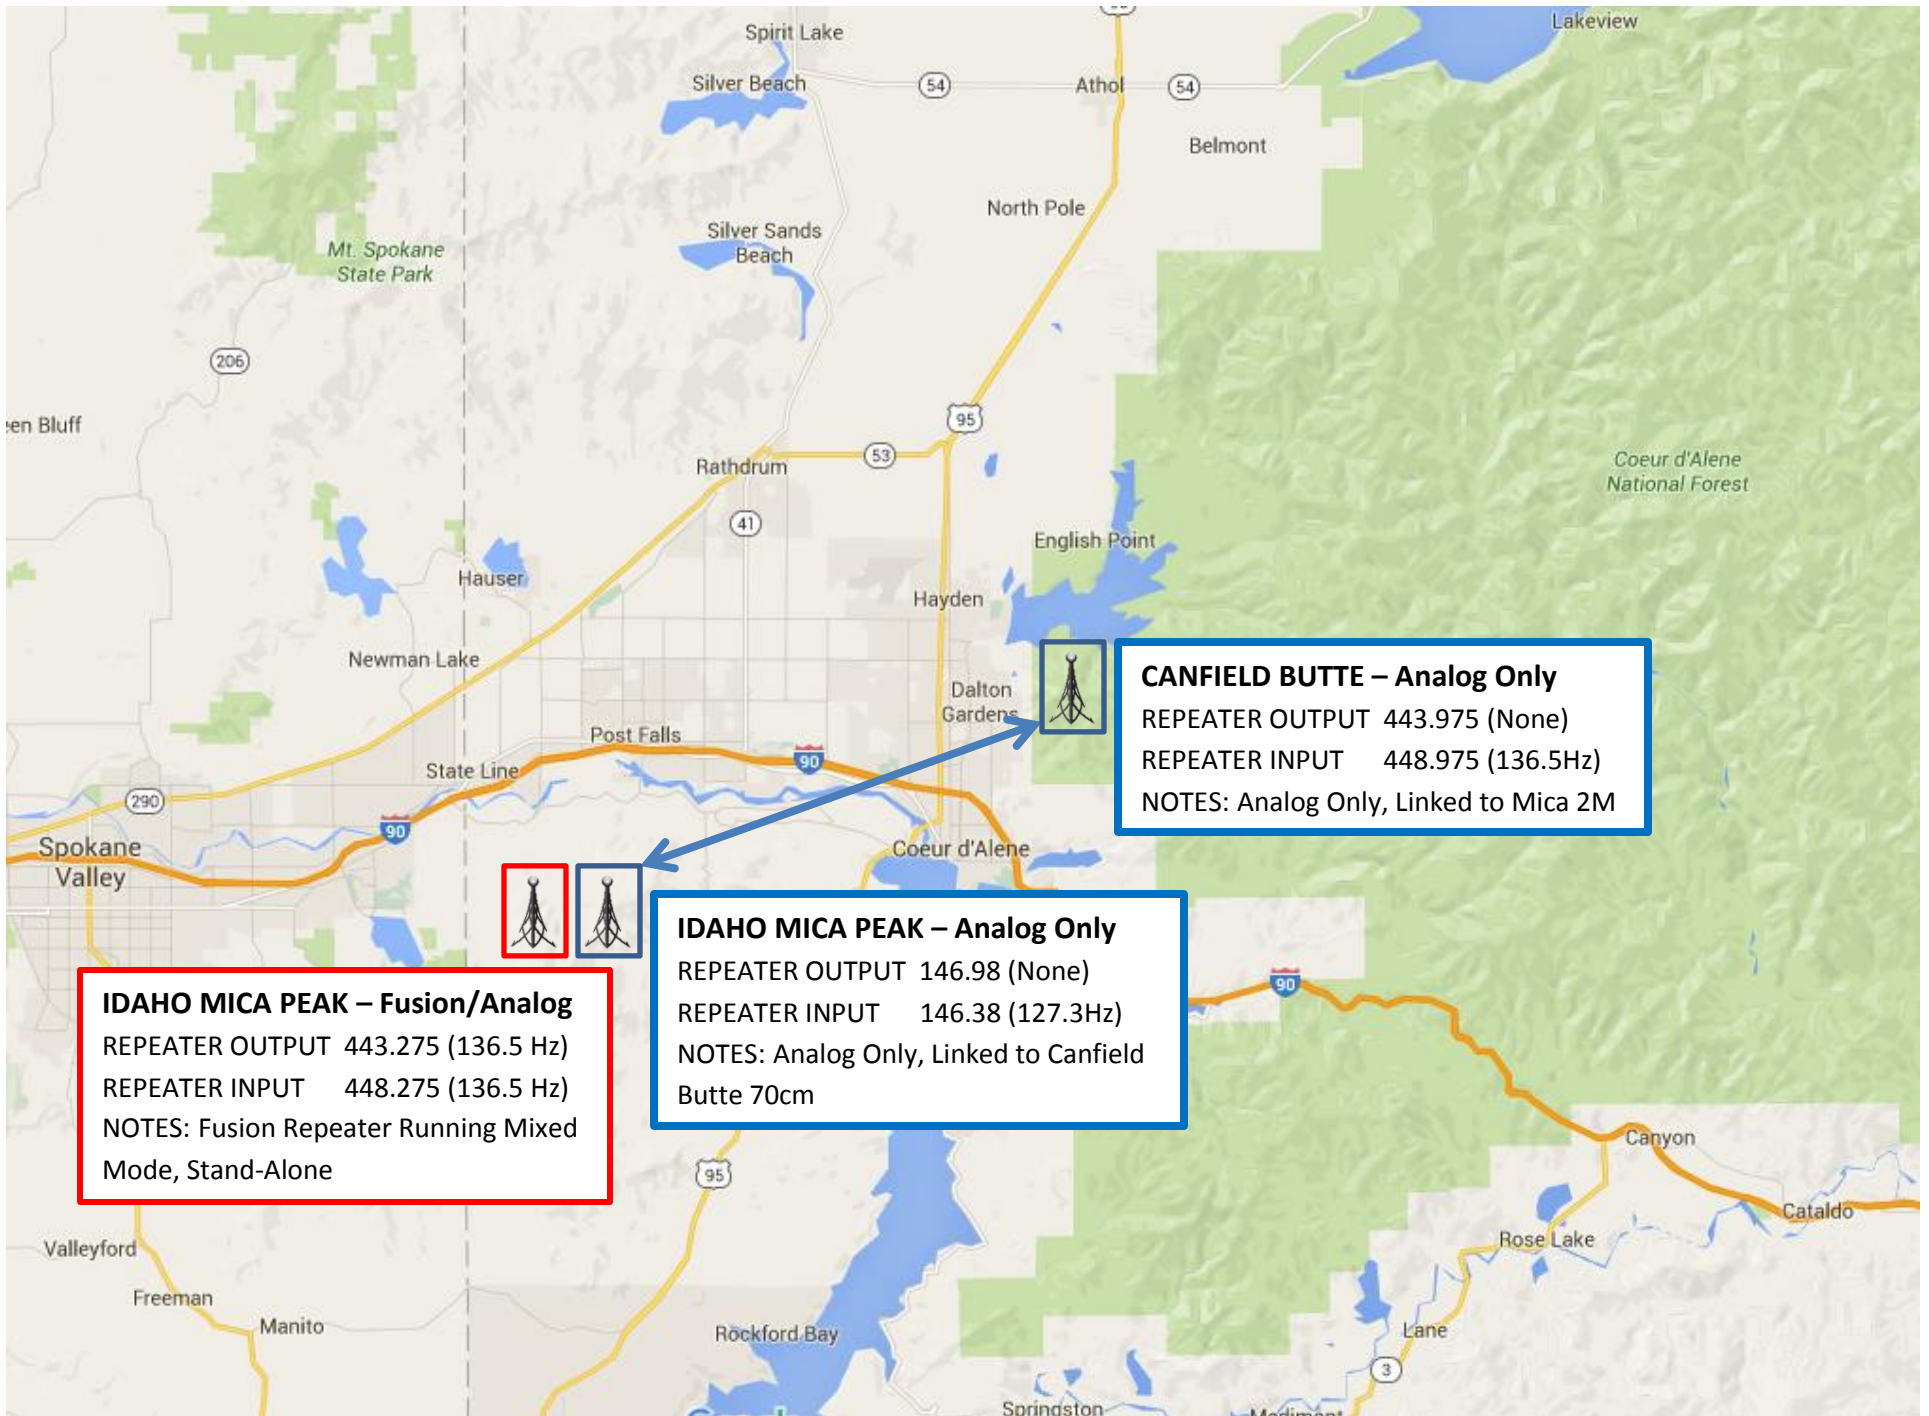 Lakeview
Spirit Lake
Silver Beach
54
Athol
54
Belmont
North Pole
Silver Sands
Beach
Mt. Spokane
State Park
206
95
een Bluff
53
Rathdrum
Coeur d'Alene
National Forest
41
English Point
Hauser
Hayden
Newman Lake
Dalton
Gardens
Post Falls
90
State Line
290
90
Spokane
Valley
Coeur d'Alene
CANFIELD BUTTE – Analog Only
REPEATER OUTPUT 443.975 (None)
REPEATER INPUT 448.975 (136.5Hz)
NOTES: Analog Only, Linked to Mica 2M
IDAHO MICA PEAK – Analog Only
REPEATER OUTPUT 146.98 (None)
REPEATER INPUT 146.38 (127.3Hz)
NOTES: Analog Only, Linked to Canfield
Butte 70cm
IDAHO MICA PEAK – Fusion/Analog
REPEATER OUTPUT 443.275 (136.5 Hz)
REPEATER INPUT 448.275 (136.5 Hz)
NOTES: Fusion Repeater Running Mixed
Mode, Stand-Alone
90
Canyon
95
Cataldo
Rose Lake
Valleyford
Freeman
Manito
Rockford Bay
Lane
3
Springston
Medimont